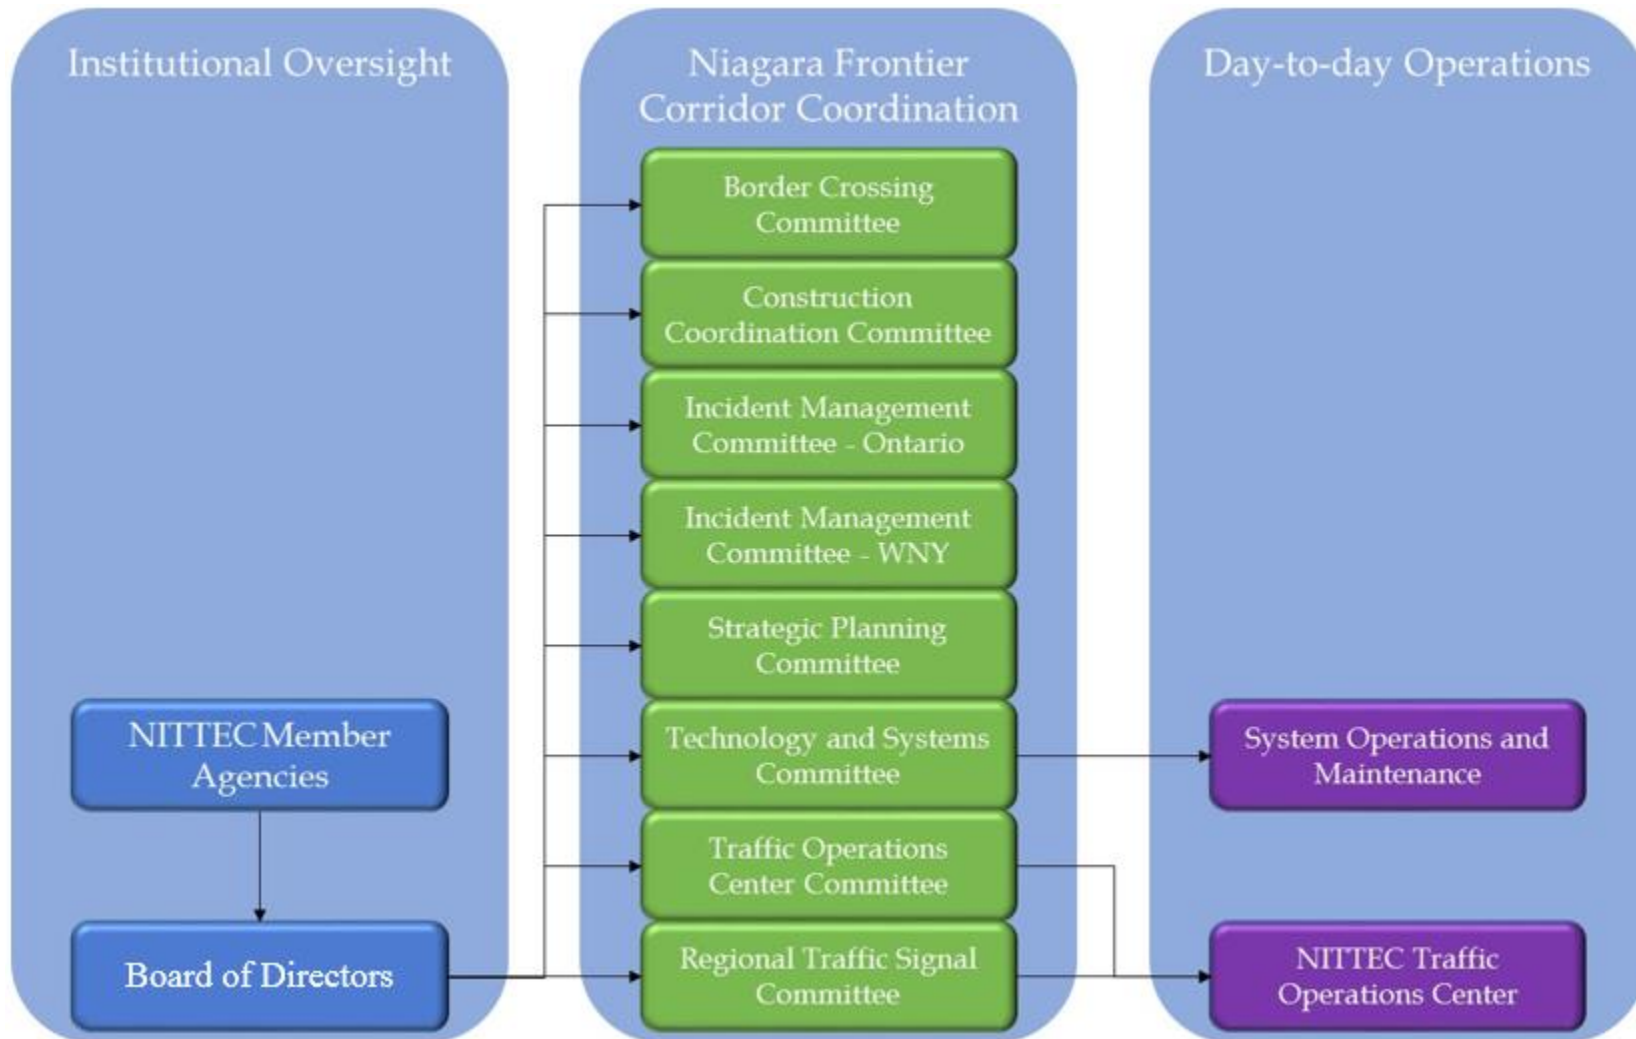 Institutional Oversight
Niagara Frontier
Corridor Coordination
Border Crossing
Committee
Construction
Coordination Committee
Incident Management
Committee - Ontario
Incident Management
Committee - WNY
Strategic Planning
Committee
Technology and Systems
Committee
Traffic Operations
Center Committee
Regional Traffic Signal
Committee
NITTEC Member
Agencies
Board of Directors
Day-to-day Operations
System Operations and
Maintenance
NITTEC Traffic
Operations Center